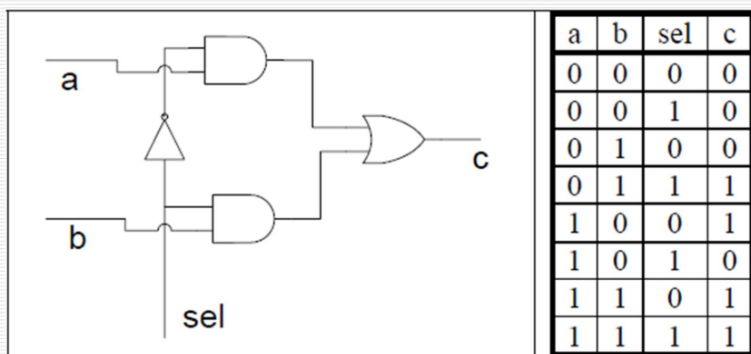 a
b
sel
c
a b sel c
0 0 0 0
0 0 1 0
0 1 0 0
0 1 1 1
1 0 0 1
1 0 1 0
1 1 0 1
1 1 1 1